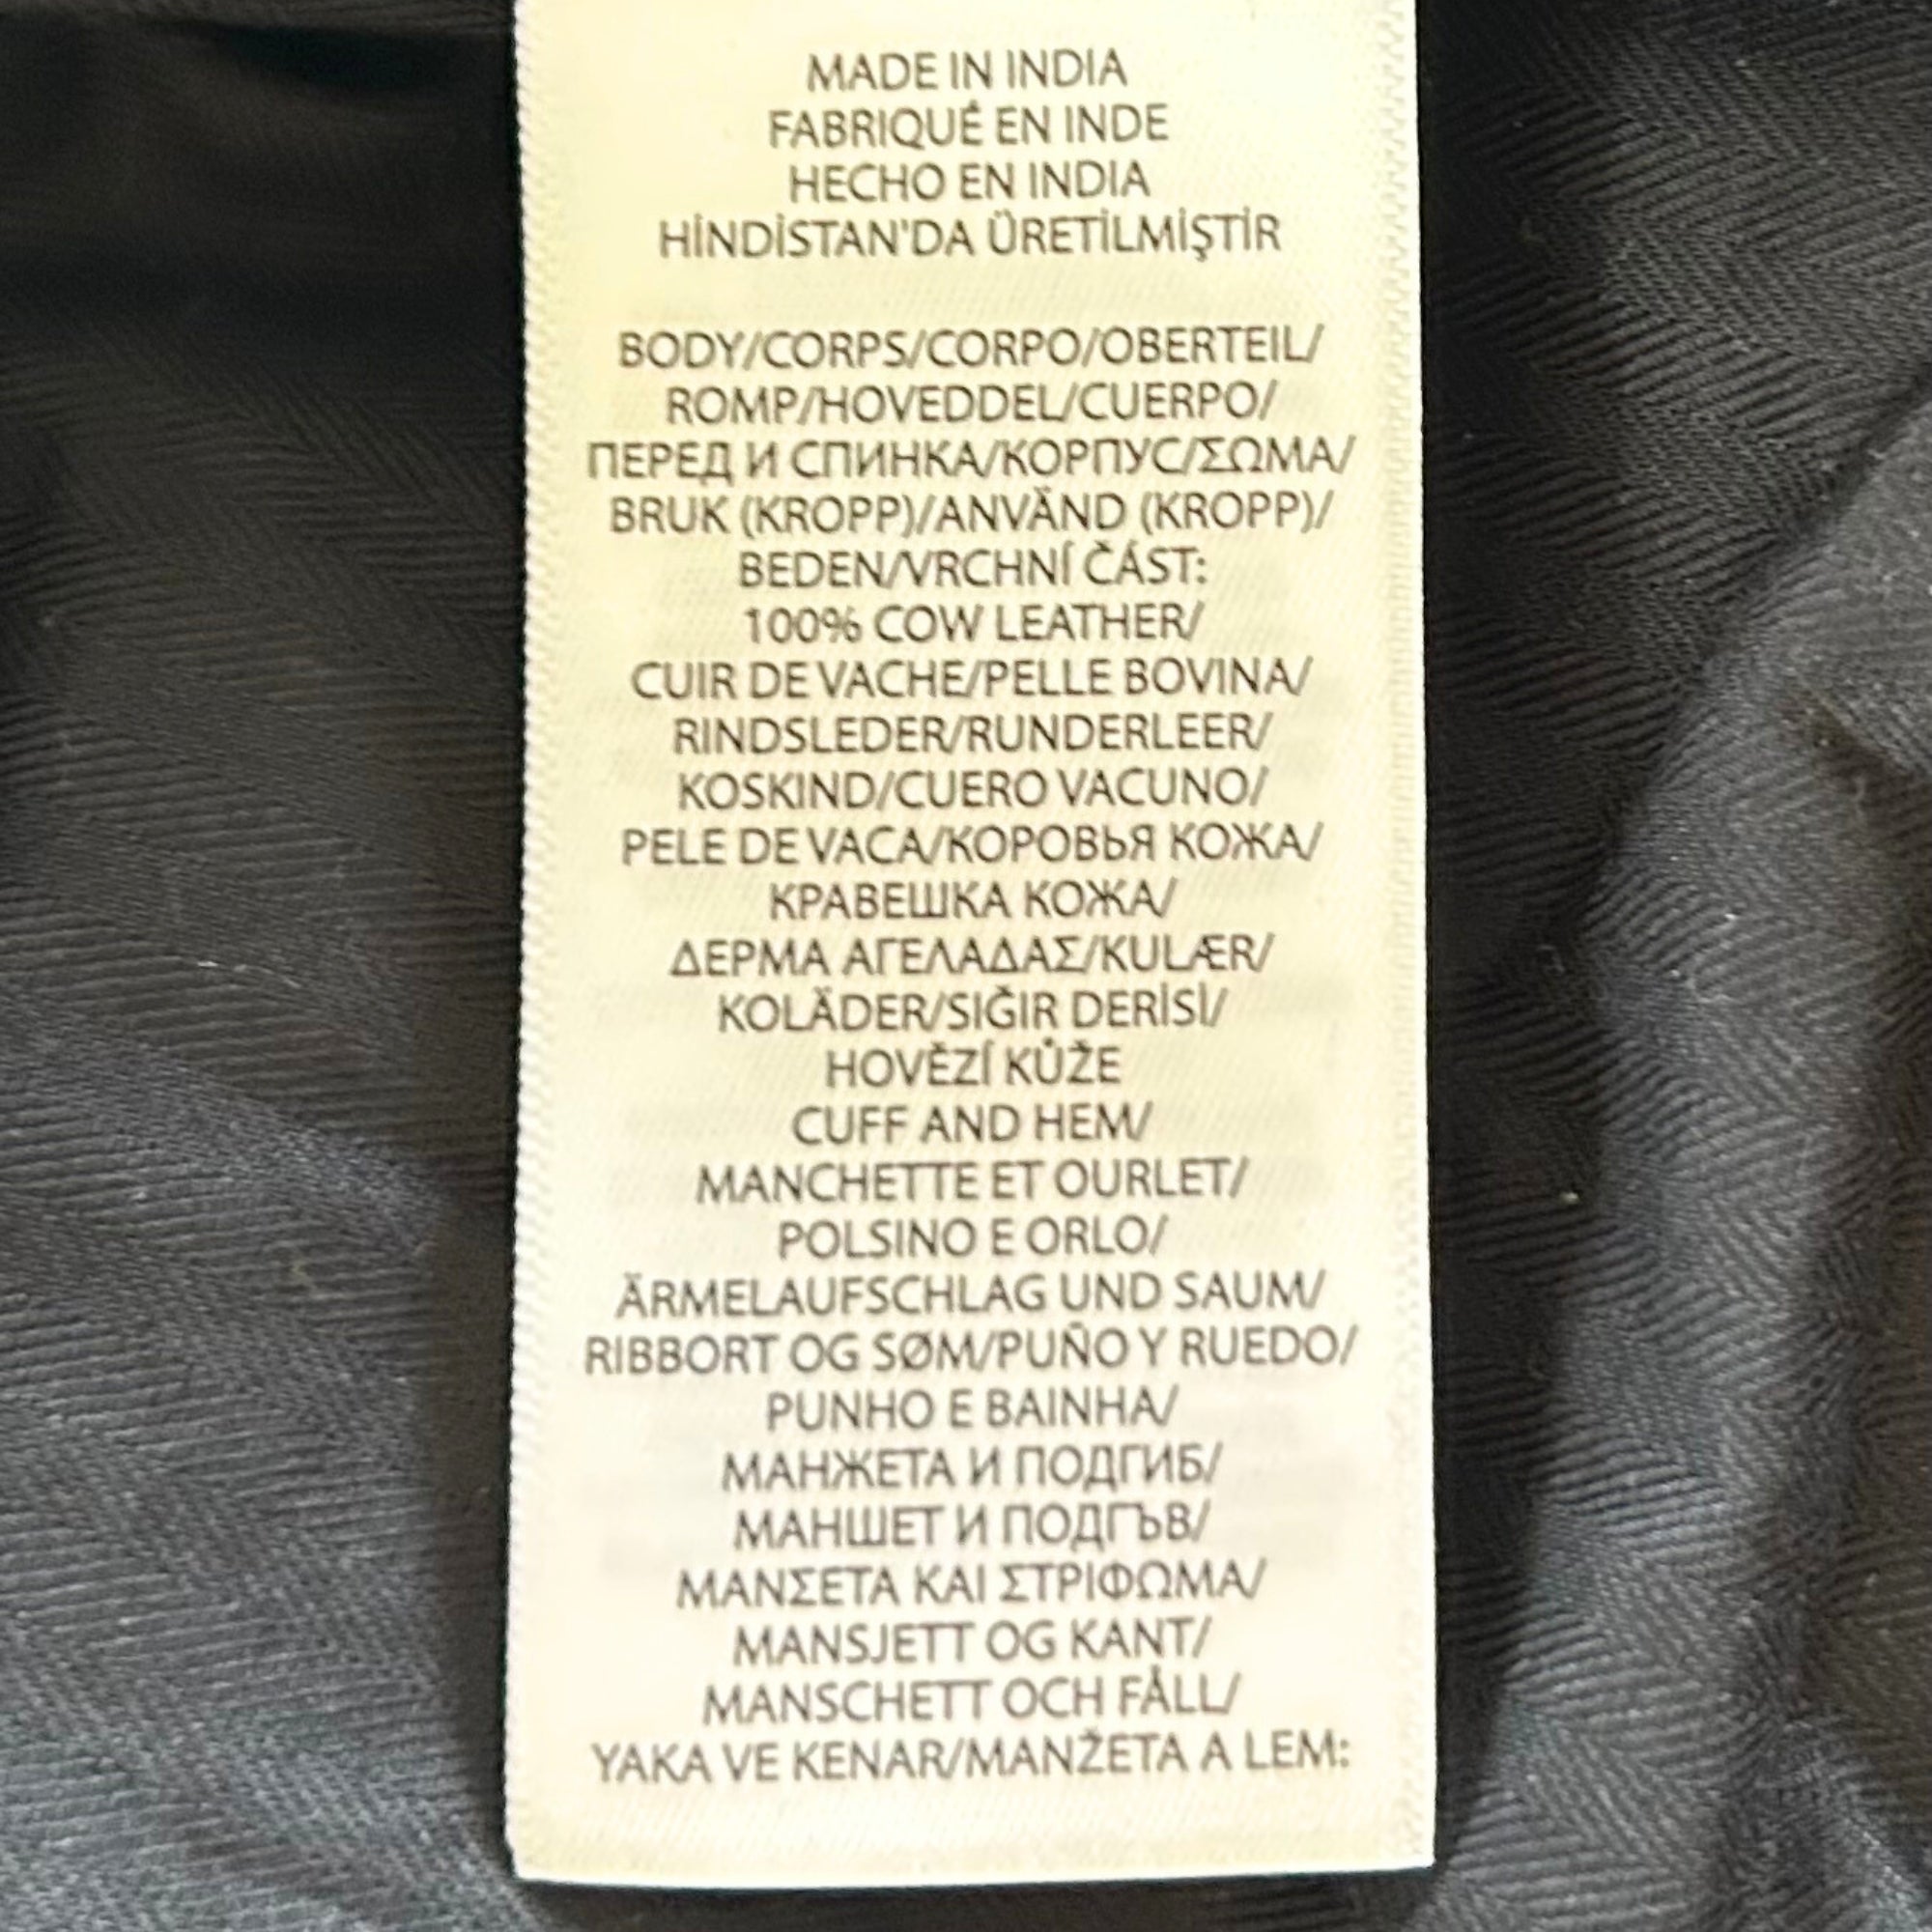 MADE IN INDIA
FABRIQUÉ EN INDE
HECHO EN INDIA
HİNDİSTAN'DA ÜRETİLMİŞTİR
BODY/CORPS/CORPO/OBERTEIL/
ROMP/HOVEDDEL/CUERPO/
ПЕРЕД И СПИНКА/КОРПУС/ΣΩΜΑ/
BRUK (KROPP)/ANVÄND (KROPP)/
BEDEN/VRCHNÍ ČÁST:
100% COW LEATHER/
CUIR DE VACHE/PELLE BOVINA/
RINDSLEDER/RUNDERLEER/
KOSKIND/CUERO VACUNO/
PELE DE VACA/КОРОВЬЯ КОЖА/
КРАВЕШКА КОЖА/
ΔΕΡΜΑ ΑΓΕΛΑΔΑΣ/KULÆR/
KOLÄDER/SIĞIR DERİSİ/
HOVĚZÍ KŮŽE
CUFF AND HEM/
MANCHETTE ET OURLET/
POLSINO E ORLO/
ÄRMELAUFSCHLAG UND SAUM/
RIBBORT OG SØM/PUÑO Y RUEDO/
PUNHO E BAINHA/
МАНЖЕТА И ПОДГИБ/
МАНШЕТ И ПОДГЪВ/
ΜΑΝΣΕΤΑ ΚΑΙ ΣΤΡΙΦΩΜΑ/
MANSJETT OG KANT/
MANSCHETT OCH FÅLL/
YAKA VE KENAR/MANŽETA A LEM: